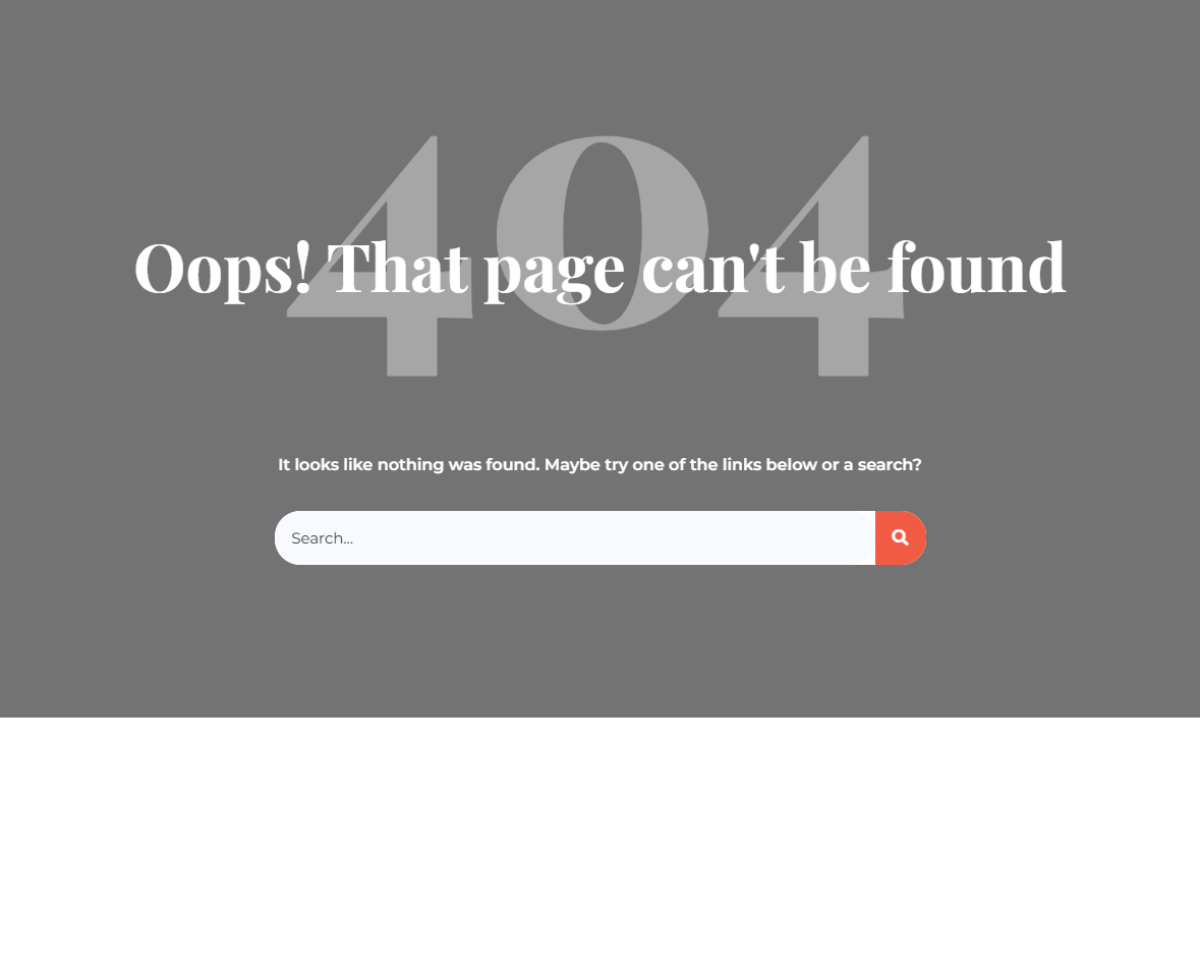 404
Oops! That page can't be found
It looks like nothing was found. Maybe try one of the links below or a search?
Search...